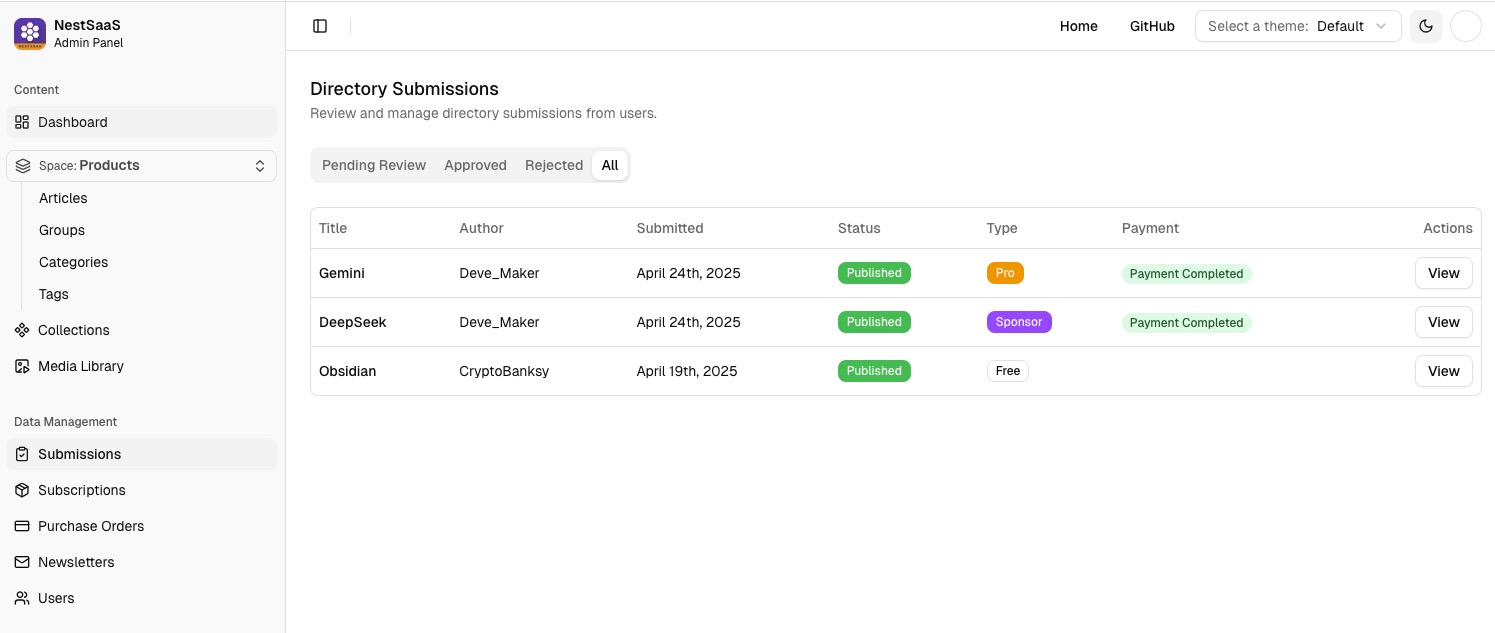 NestSaaS
Admin Panel
Content
Dashboard
Space: Products
Articles
Groups
Categories
Tags
Collections
Media Library
Data Management
Submissions
Subscriptions
Purchase Orders
Newsletters
Users
Home GitHub Select a theme: Default
Directory Submissions
Review and manage directory submissions from users.
Pending Review Approved Rejected All
Title Author Submitted Status Type Payment Actions
Gemini Deve_Maker April 24th, 2025 Published Pro Payment Completed View
DeepSeek Deve_Maker April 24th, 2025 Published Sponsor Payment Completed View
Obsidian CryptoBanksy April 19th, 2025 Published Free View